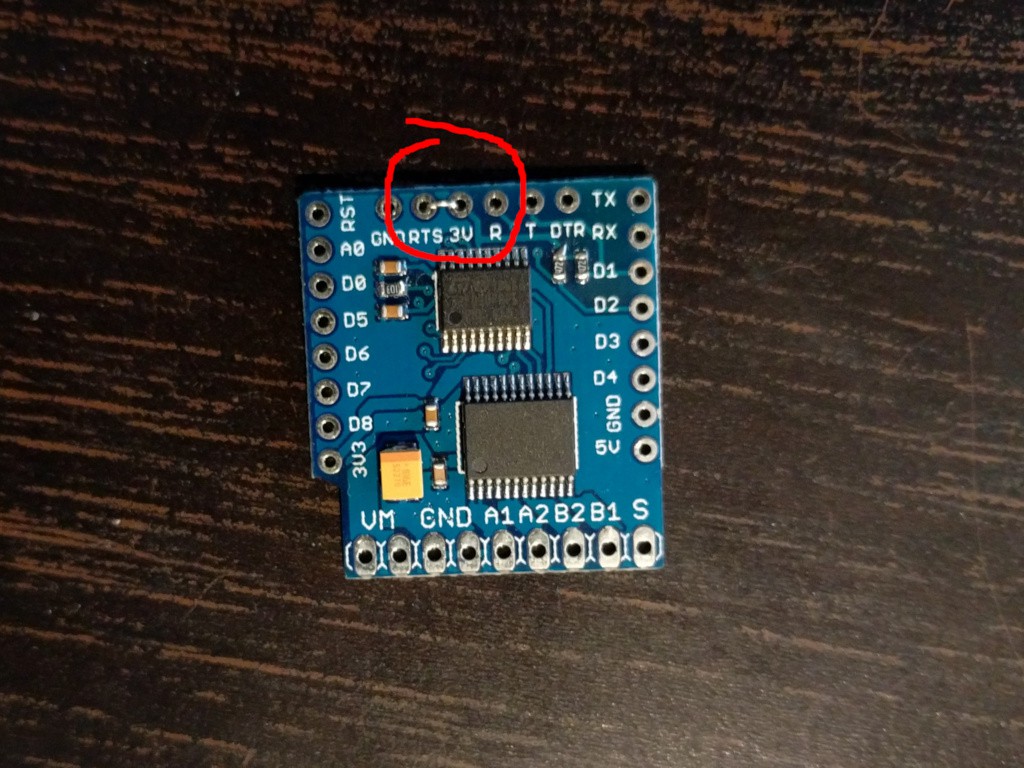 RST
TX
GND RTS 3V R T DTR
RX
A0
D1
D0
D2
D5
D3
D6
D4
D7
GND
D8
5V
3V3
VM GND A1 A2 B2 B1 S